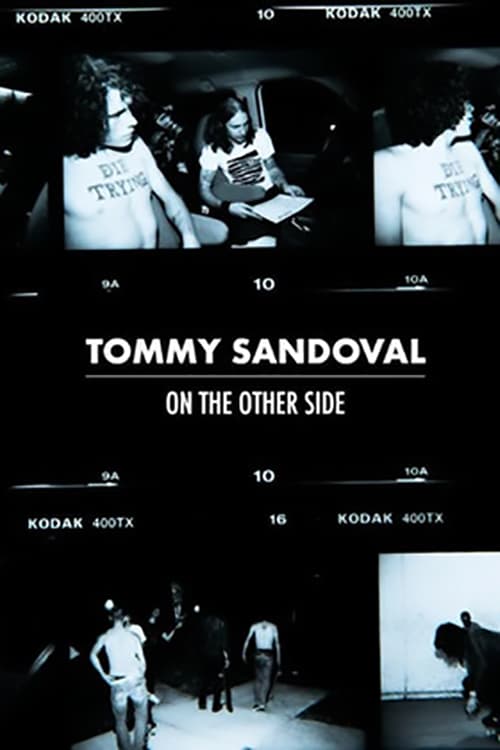 KODAK 400TX 10 KODAK 400TX
DIE
TRYING
DIE
TRYING
9A 10 10A
TOMMY SANDOVAL
ON THE OTHER SIDE
9A 10 10A
KODAK 400TX 16 KODAK 400TX